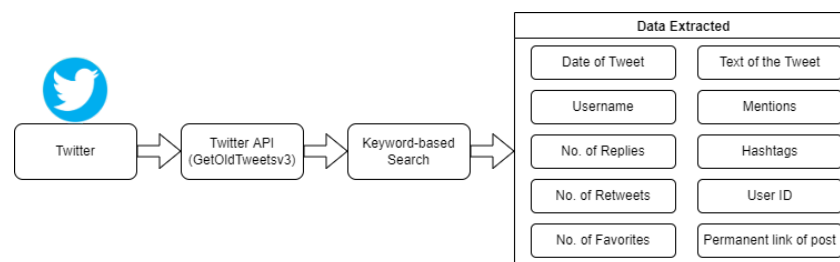 Data Extracted
Twitter
Twitter API
(GetOldTweetsv3)
Keyword-based
Search
Date of Tweet
Text of the Tweet
Username
Mentions
No. of Replies
Hashtags
No. of Retweets
User ID
No. of Favorites
Permanent link of post